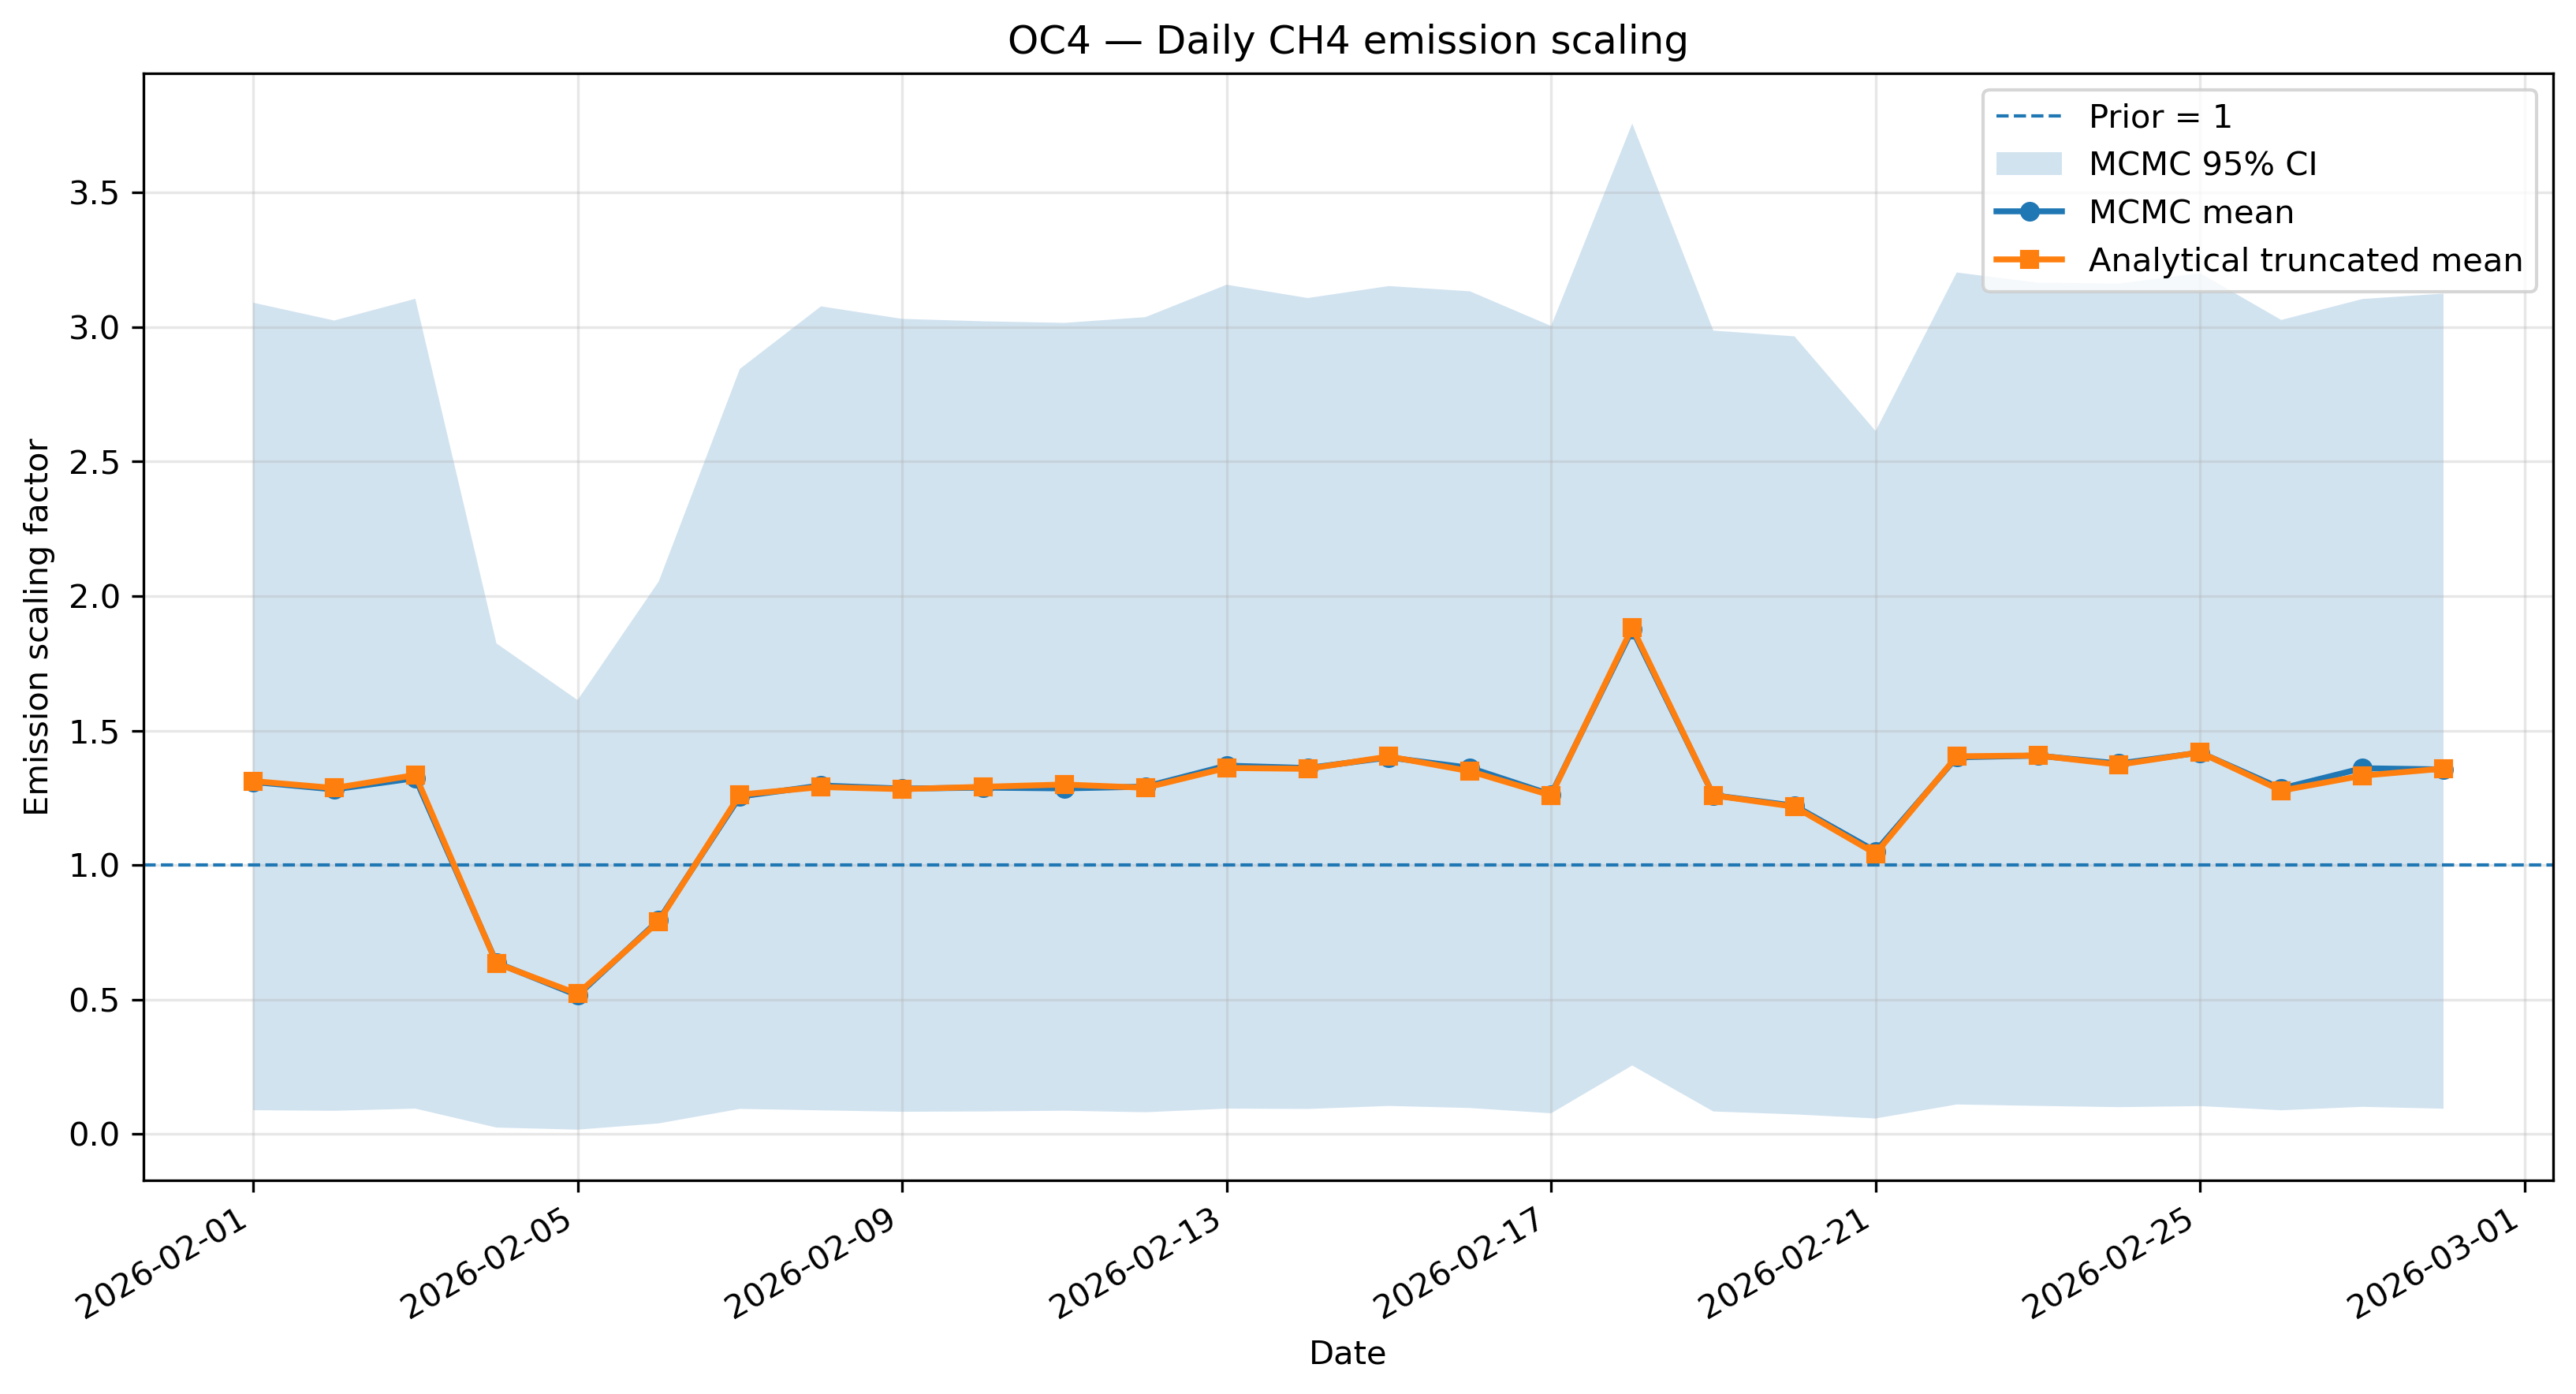 OC4 — Daily CH4 emission scaling
Prior = 1
MCMC 95% CI
MCMC mean
Analytical truncated mean
Emission scaling factor
3.5
3.0
2.5
2.0
1.5
1.0
0.5
0.0
2026-02-01
2026-02-05
2026-02-09
2026-02-13
2026-02-17
2026-02-21
2026-02-25
2026-03-01
Date